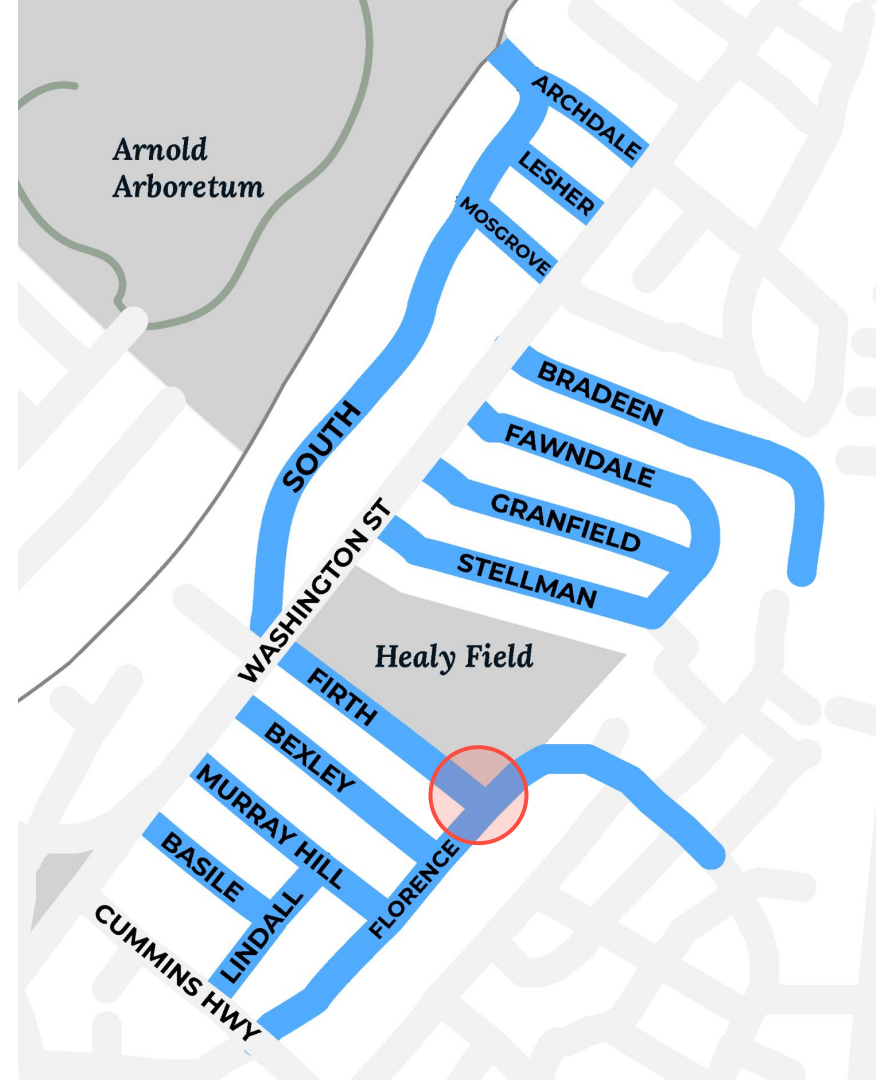 ARCHDALE
Arnold
Arboretum
LESHER
MOSGROVE
BRADEEN
SOUTH
FAWNDALE
GRANFIELD
WASHINGTON ST
STELLMAN
Healy Field
FIRTH
BEXLEY
MURRAY HILL
BASILE
FLORENCE
LINDALL
CUMMINS HWY